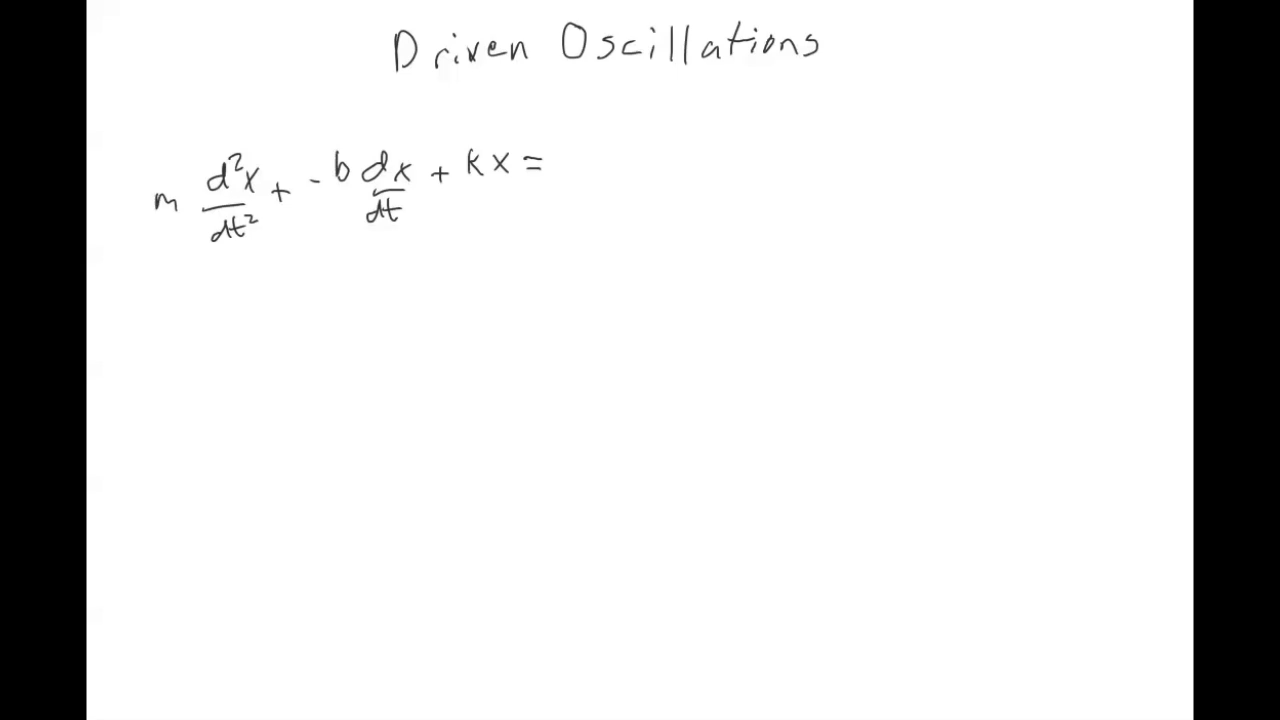 Driven Oscillations
m d²x/dt² + - b dx/dt + kx =